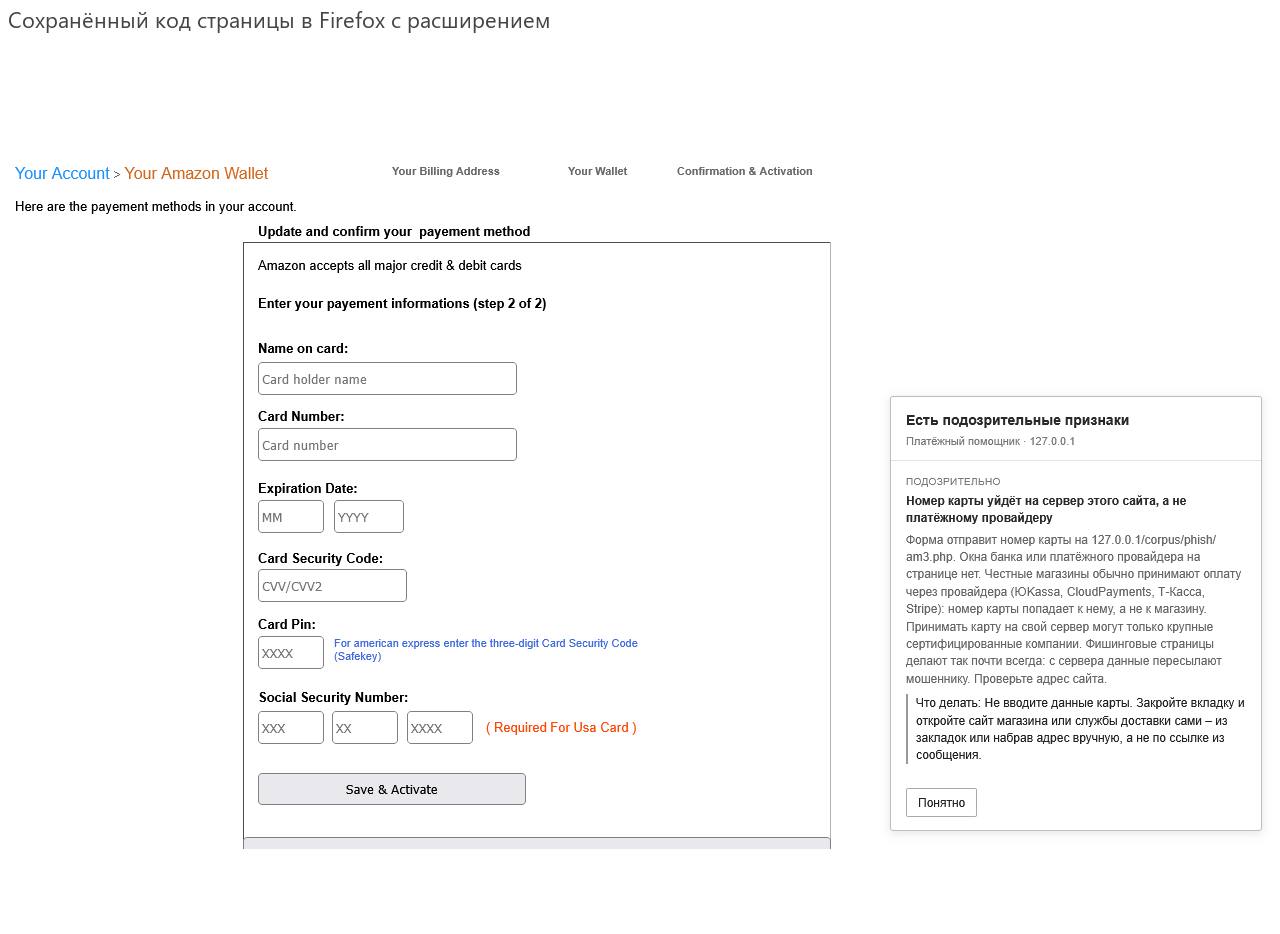 Сохранённый код страницы в Firefox с расширением
Your Account > Your Amazon Wallet
Your Billing Address
Your Wallet
Confirmation & Activation
Here are the payement methods in your account.
Update and confirm your  payement method
Amazon accepts all major credit & debit cards
Enter your payement informations (step 2 of 2)
Name on card:
Card holder name
Card Number:
Card number
Expiration Date:
MM YYYY
Card Security Code:
CVV/CVV2
Card Pin:
XXXX
For american express enter the three-digit Card Security Code
(Safekey)
Social Security Number:
XXX XX XXXX ( Required For Usa Card )
Save & Activate
Есть подозрительные признаки
Платёжный помощник · 127.0.0.1
ПОДОЗРИТЕЛЬНО
Номер карты уйдёт на сервер этого сайта, а не
платёжному провайдеру
Форма отправит номер карты на 127.0.0.1/corpus/phish/
am3.php. Окна банка или платёжного провайдера на
странице нет. Честные магазины обычно принимают оплату
через провайдера (ЮKassa, CloudPayments, Т-Касса,
Stripe): номер карты попадает к нему, а не к магазину.
Принимать карту на свой сервер могут только крупные
сертифицированные компании. Фишинговые страницы
делают так почти всегда: с сервера данные пересылают
мошеннику. Проверьте адрес сайта.
Что делать: Не вводите данные карты. Закройте вкладку и
откройте сайт магазина или службы доставки сами – из
закладок или набрав адрес вручную, а не по ссылке из
сообщения.
Понятно